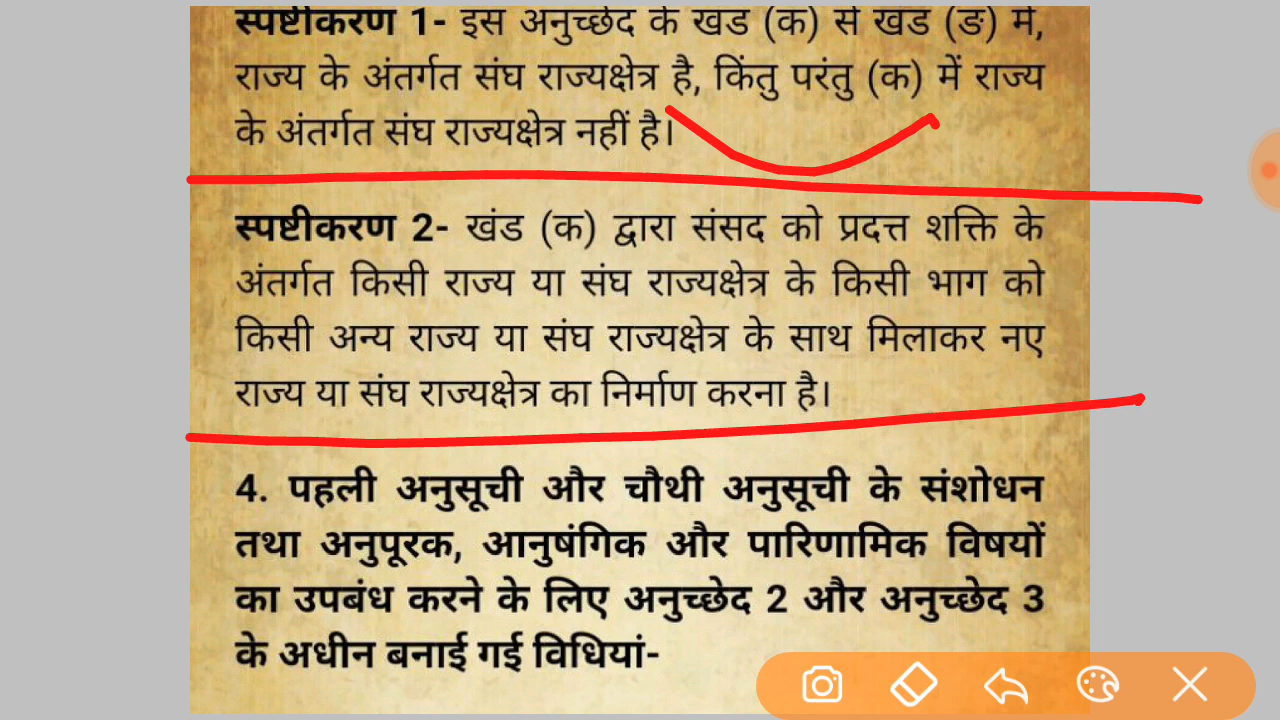 स्पष्टीकरण 1- इस अनुच्छेद के खंड (क) से खंड (ङ) में,
राज्य के अंतर्गत संघ राज्यक्षेत्र है, किंतु परंतु (क) में राज्य
के अंतर्गत संघ राज्यक्षेत्र नहीं है।
स्पष्टीकरण 2- खंड (क) द्वारा संसद को प्रदत्त शक्ति के
अंतर्गत किसी राज्य या संघ राज्यक्षेत्र के किसी भाग को
किसी अन्य राज्य या संघ राज्यक्षेत्र के साथ मिलाकर नए
राज्य या संघ राज्यक्षेत्र का निर्माण करना है।
4. पहली अनुसूची और चौथी अनुसूची के संशोधन
तथा अनुपूरक, आनुषंगिक और पारिणामिक विषयों
का उपबंध करने के लिए अनुच्छेद 2 और अनुच्छेद 3
के अधीन बनाई गई विधियां-